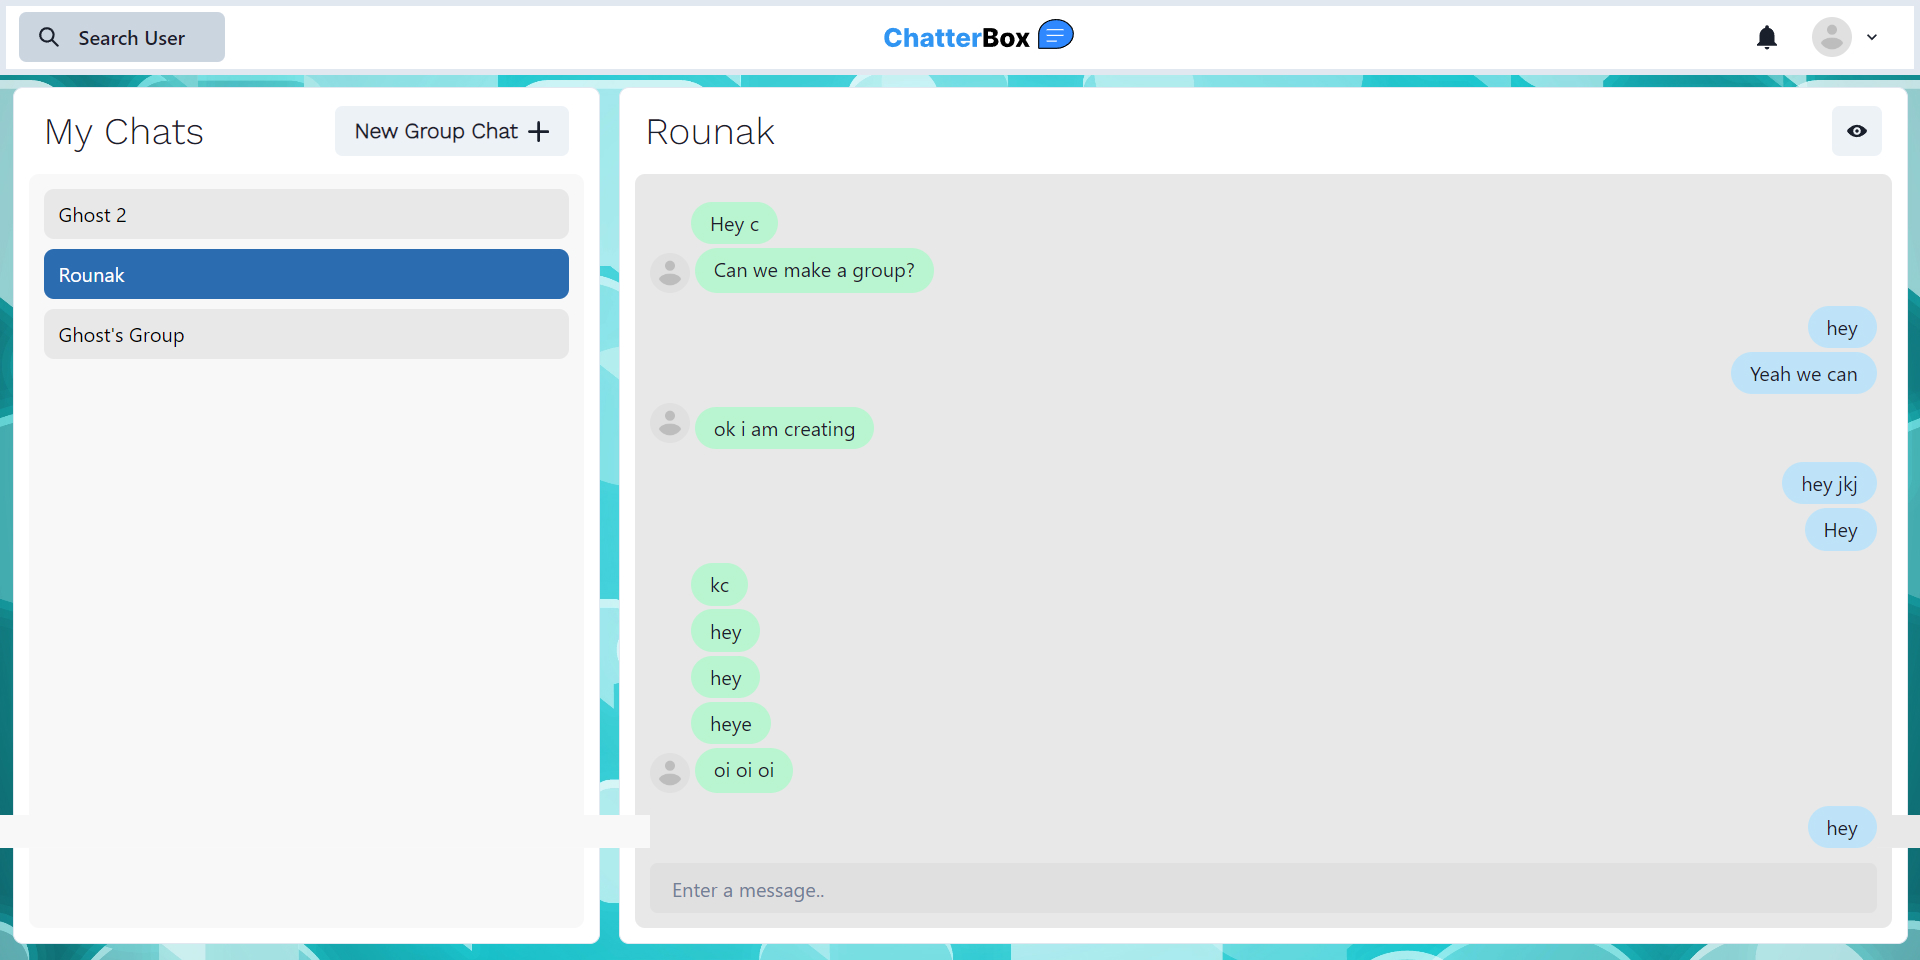 Search User
ChatterBox
My Chats
New Group Chat
Ghost 2
Rounak
Ghost's Group
Rounak
Hey c
Can we make a group?
hey
Yeah we can
ok i am creating
hey jkj
Hey
kc
hey
hey
heye
oi oi oi
hey
Enter a message..